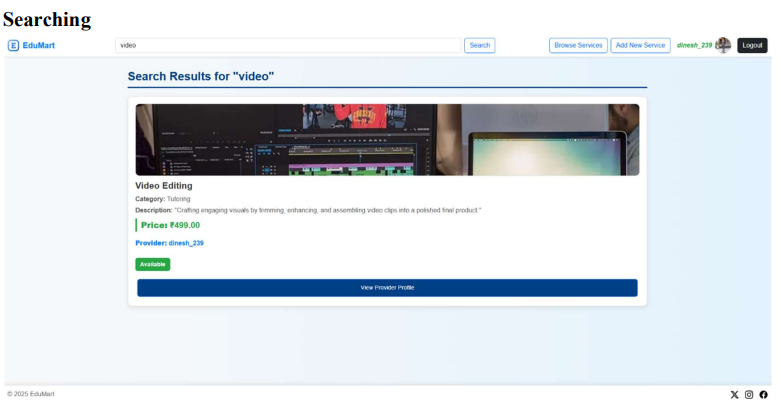 Searching
E EduMart video Search Browse Services Add New Service dinesh_239 Logout
Search Results for "video"
Video Editing
Category: Tutoring
Description: "Crafting engaging visuals by trimming, enhancing, and assembling video clips into a polished final product."
Price: ₹499.00
Provider: dinesh_239
Available
View Provider Profile
© 2025 EduMart